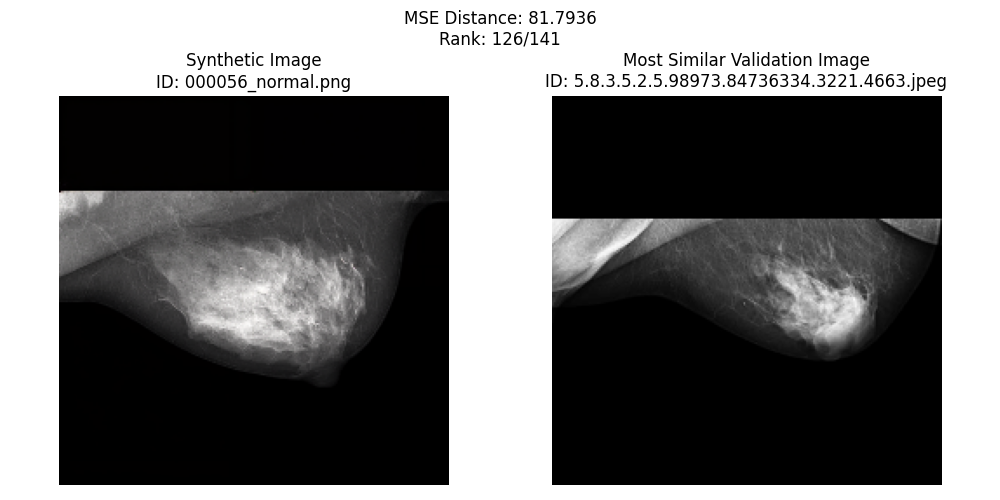 MSE Distance: 81.7936
Rank: 126/141
Synthetic Image
ID: 000056_normal.png
Most Similar Validation Image
ID: 5.8.3.5.2.5.98973.84736334.3221.4663.jpeg